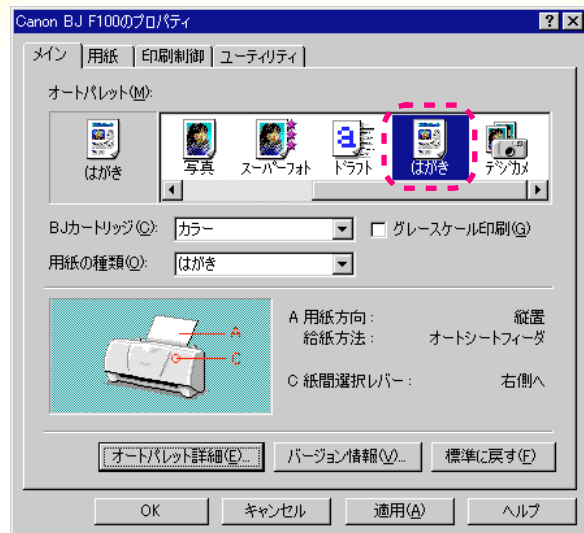 Canon BJ F100のプロパティ
メイン 用紙 印刷制御 ユーティリティ
オートパレット(M):
はがき 写真 スーパーフォト ドラフト はがき デジカメ
BJカートリッジ(C): カラー グレースケール印刷(G)
用紙の種類(O): はがき
A 用紙方向: 縦置
給紙方法: オートシートフィーダ
A
C
C 紙間選択レバー: 右側へ
オートパレット詳細(E)... バージョン情報(V)... 標準に戻す(F)
OK キャンセル 適用(A) ヘルプ